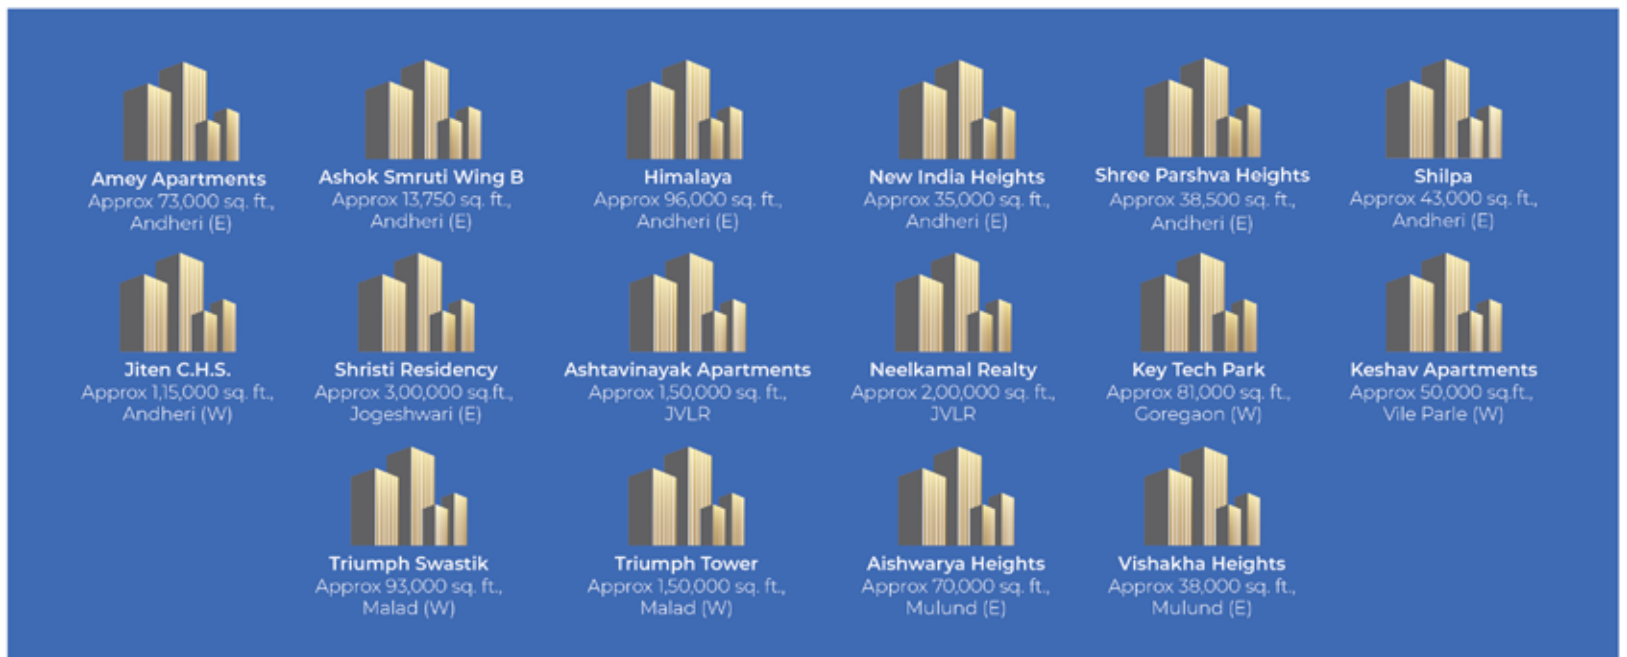 Amey Apartments
Approx 73,000 sq. ft.,
Andheri (E)
Ashok Smruti Wing B
Approx 13,750 sq. ft.,
Andheri (E)
Himalaya
Approx 96,000 sq. ft.,
Andheri (E)
New India Heights
Approx 35,000 sq. ft.,
Andheri (E)
Shree Parshva Heights
Approx 38,500 sq. ft.,
Andheri (E)
Shilpa
Approx 43,000 sq. ft.,
Andheri (E)
Jiten C.H.S.
Approx 1,15,000 sq. ft.,
Andheri (W)
Shristi Residency
Approx 3,00,000 sq.ft.,
Jogeshwari (E)
Ashtavinayak Apartments
Approx 1,50,000 sq. ft.,
JVLR
Neelkamal Realty
Approx 2,00,000 sq. ft.,
JVLR
Key Tech Park
Approx 81,000 sq. ft.,
Goregaon (W)
Keshav Apartments
Approx 50,000 sq.ft.,
Vile Parle (W)
Triumph Swastik
Approx 93,000 sq. ft.,
Malad (W)
Triumph Tower
Approx 1,50,000 sq. ft.,
Malad (W)
Aishwarya Heights
Approx 70,000 sq. ft.,
Mulund (E)
Vishakha Heights
Approx 38,000 sq. ft.,
Mulund (E)